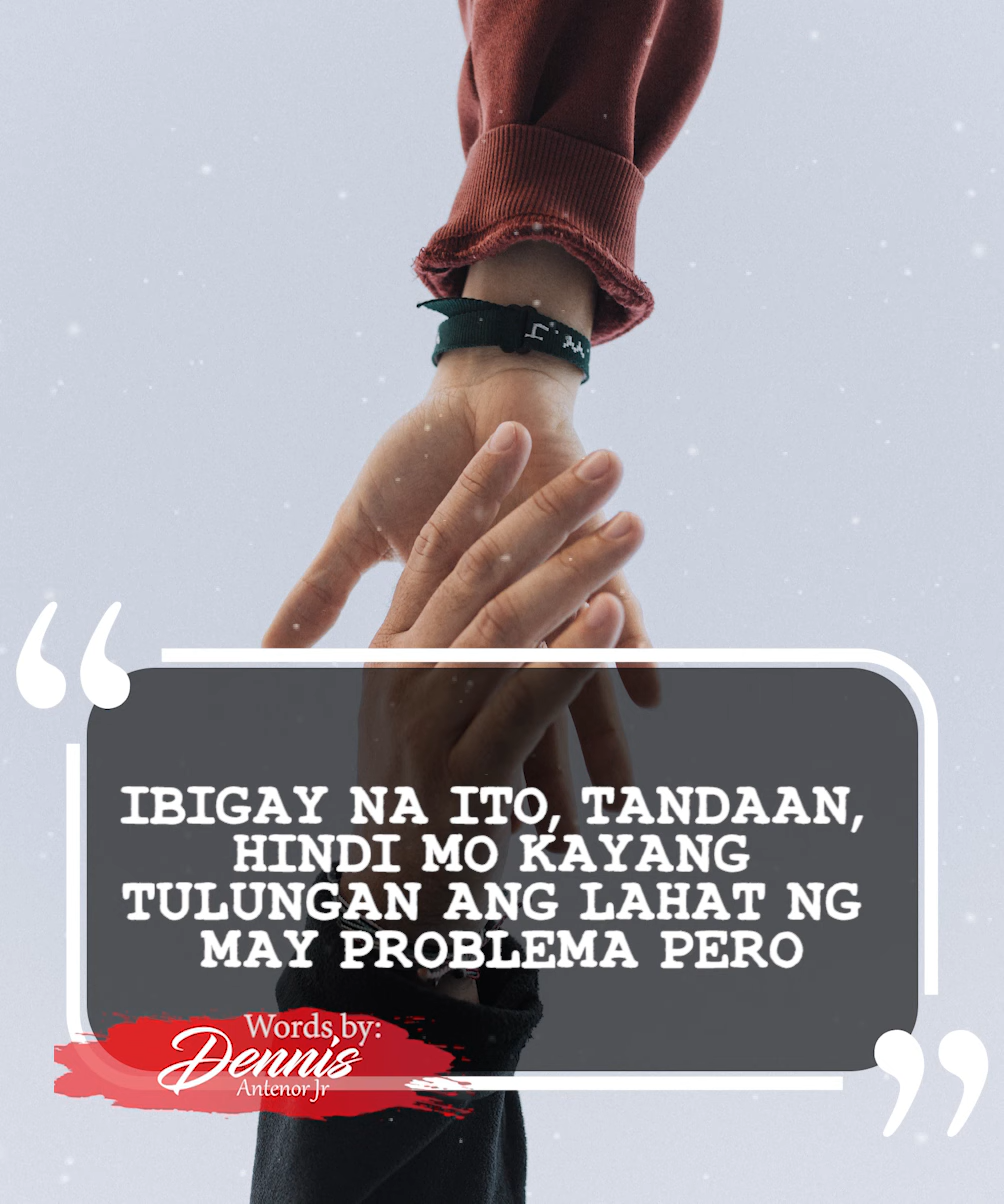 IBIGAY NA ITO, TANDAAN,
HINDI MO KAYANG
TULUNGAN ANG LAHAT NG
MAY PROBLEMA PERO
Words by:
Dennis
Antenor Jr